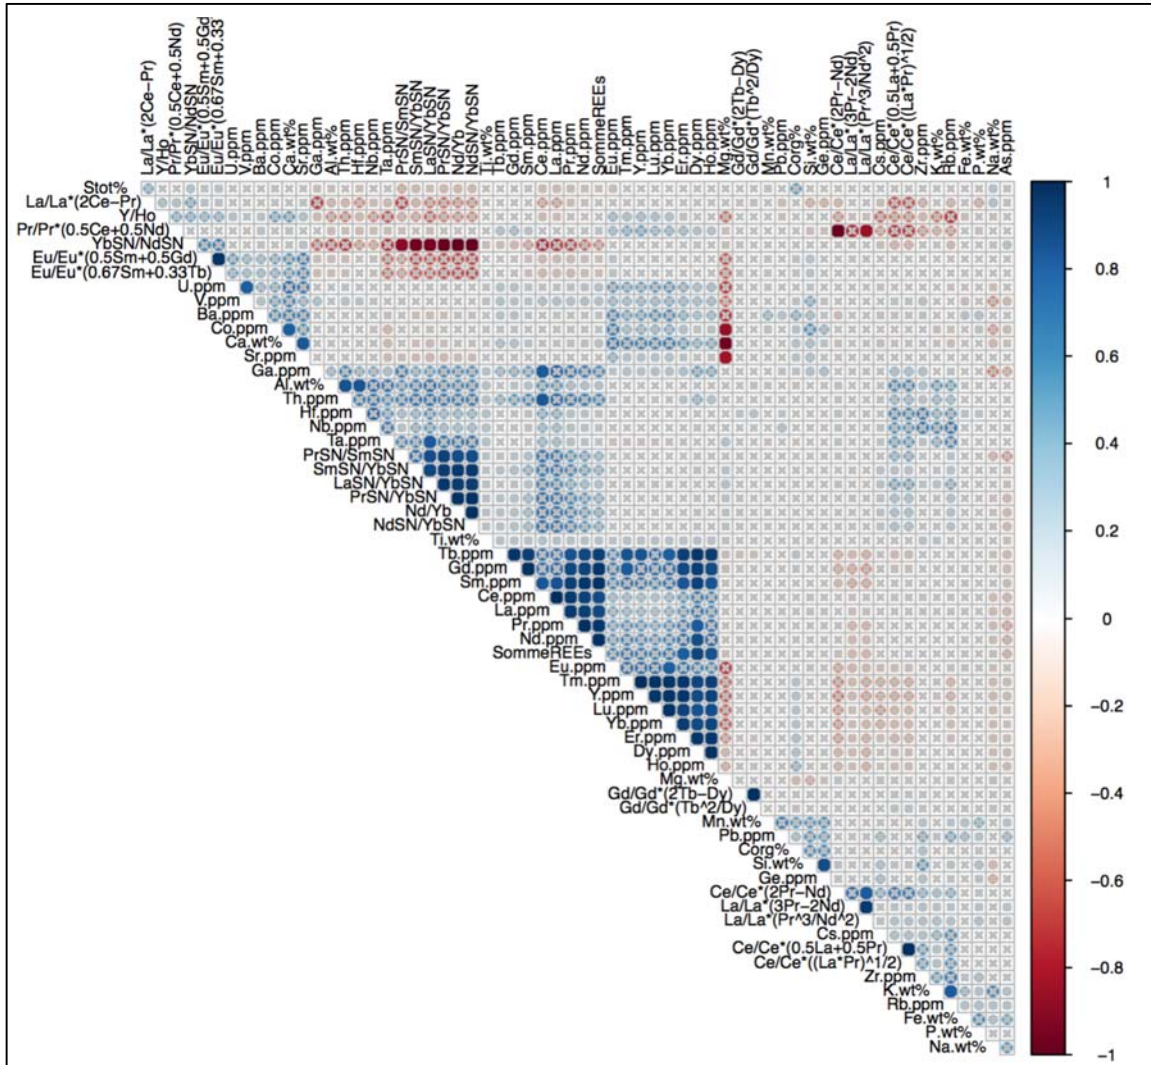 La/La*(2Ce−Pr)
Y/Ho
Pr/Pr*(0.5Ce+0.5Nd)
YbSN/NdSN
Eu/Eu*(0.5Sm+0.5Gd
Eu/Eu*(0.67Sm+0.33
U.ppm
V.ppm
Ba.ppm
Co.ppm
Ca.wt%
Sr.ppm
Ga.ppm
Al.wt%
Th.ppm
Hf.ppm
Nb.ppm
Ta.ppm
PrSN/SmSN
SmSN/YbSN
LaSN/YbSN
PrSN/YbSN
Nd/Yb
NdSN/YbSN
Ti.wt%
Tb.ppm
Gd.ppm
Sm.ppm
Ce.ppm
La.ppm
Pr.ppm
Nd.ppm
SommeREEs
Eu.ppm
Tm.ppm
Y.ppm
Lu.ppm
Yb.ppm
Er.ppm
Dy.ppm
Ho.ppm
Mg.wt%
Gd/Gd*(2Tb−Dy)
Gd/Gd*(Tb^2/Dy)
Mn.wt%
Pb.ppm
Corg%
Si.wt%
Ge.ppm
Ce/Ce*(2Pr−Nd)
La/La*(3Pr−2Nd)
La/La*(Pr^3/Nd^2)
Cs.ppm
Ce/Ce*(0.5La+0.5Pr)
Ce/Ce*((La*Pr)^1/2)
Zr.ppm
K.wt%
Rb.ppm
Fe.wt%
P.wt%
Na.wt%
As.ppm
Stot%
La/La*(2Ce−Pr)
Y/Ho
Pr/Pr*(0.5Ce+0.5Nd)
YbSN/NdSN
Eu/Eu*(0.5Sm+0.5Gd)
Eu/Eu*(0.67Sm+0.33Tb)
U.ppm
V.ppm
Ba.ppm
Co.ppm
Ca.wt%
Sr.ppm
Ga.ppm
Al.wt%
Th.ppm
Hf.ppm
Nb.ppm
Ta.ppm
PrSN/SmSN
SmSN/YbSN
LaSN/YbSN
PrSN/YbSN
Nd/Yb
NdSN/YbSN
Ti.wt%
Tb.ppm
Gd.ppm
Sm.ppm
Ce.ppm
La.ppm
Pr.ppm
Nd.ppm
SommeREEs
Eu.ppm
Tm.ppm
Y.ppm
Lu.ppm
Yb.ppm
Er.ppm
Dy.ppm
Ho.ppm
Mg.wt%
Gd/Gd*(2Tb−Dy)
Gd/Gd*(Tb^2/Dy)
Mn.wt%
Pb.ppm
Corg%
Si.wt%
Ge.ppm
Ce/Ce*(2Pr−Nd)
La/La*(3Pr−2Nd)
La/La*(Pr^3/Nd^2)
Cs.ppm
Ce/Ce*(0.5La+0.5Pr)
Ce/Ce*((La*Pr)^1/2)
Zr.ppm
K.wt%
Rb.ppm
Fe.wt%
P.wt%
Na.wt%
1
0.8
0.6
0.4
0.2
0
−0.2
−0.4
−0.6
−0.8
−1